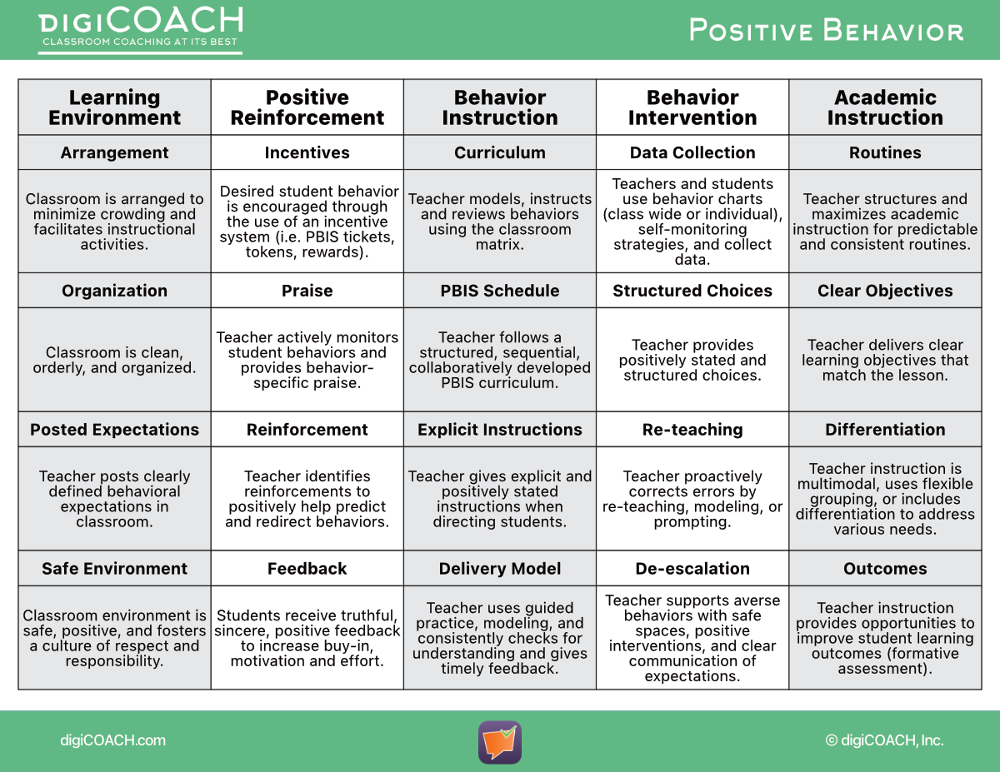 DIGICOACH
CLASSROOM COACHING AT ITS BEST
POSITIVE BEHAVIOR
Learning
Environment
Positive
Reinforcement
Behavior
Instruction
Behavior
Intervention
Academic
Instruction
Arrangement
Incentives
Curriculum
Data Collection
Routines
Classroom is arranged to
minimize crowding and
facilitates instructional
activities.
Desired student behavior
is encouraged through
the use of an incentive
system (i.e. PBIS tickets,
tokens, rewards).
Teacher models, instructs
and reviews behaviors
using the classroom
matrix.
Teachers and students
use behavior charts
(class wide or individual),
self-monitoring
strategies, and collect
data.
Teacher structures and
maximizes academic
instruction for predictable
and consistent routines.
Organization
Praise
PBIS Schedule
Structured Choices
Clear Objectives
Classroom is clean,
orderly, and organized.
Teacher actively monitors
student behaviors and
provides behavior-
specific praise.
Teacher follows a
structured, sequential,
collaboratively developed
PBIS curriculum.
Teacher provides
positively stated and
structured choices.
Teacher delivers clear
learning objectives that
match the lesson.
Posted Expectations
Reinforcement
Explicit Instructions
Re-teaching
Differentiation
Teacher posts clearly
defined behavioral
expectations in
classroom.
Teacher identifies
reinforcements to
positively help predict
and redirect behaviors.
Teacher gives explicit and
positively stated
instructions when
directing students.
Teacher proactively
corrects errors by
re-teaching, modeling, or
prompting.
Teacher instruction is
multimodal, uses flexible
grouping, or includes
differentiation to address
various needs.
Safe Environment
Feedback
Delivery Model
De-escalation
Outcomes
Classroom environment is
safe, positive, and fosters
a culture of respect and
responsibility.
Students receive truthful,
sincere, positive feedback
to increase buy-in,
motivation and effort.
Teacher uses guided
practice, modeling, and
consistently checks for
understanding and gives
timely feedback.
Teacher supports averse
behaviors with safe
spaces, positive
interventions, and clear
communication of
expectations.
Teacher instruction
provides opportunities to
improve student learning
outcomes (formative
assessment).
digiCOACH.com
© digiCOACH, Inc.